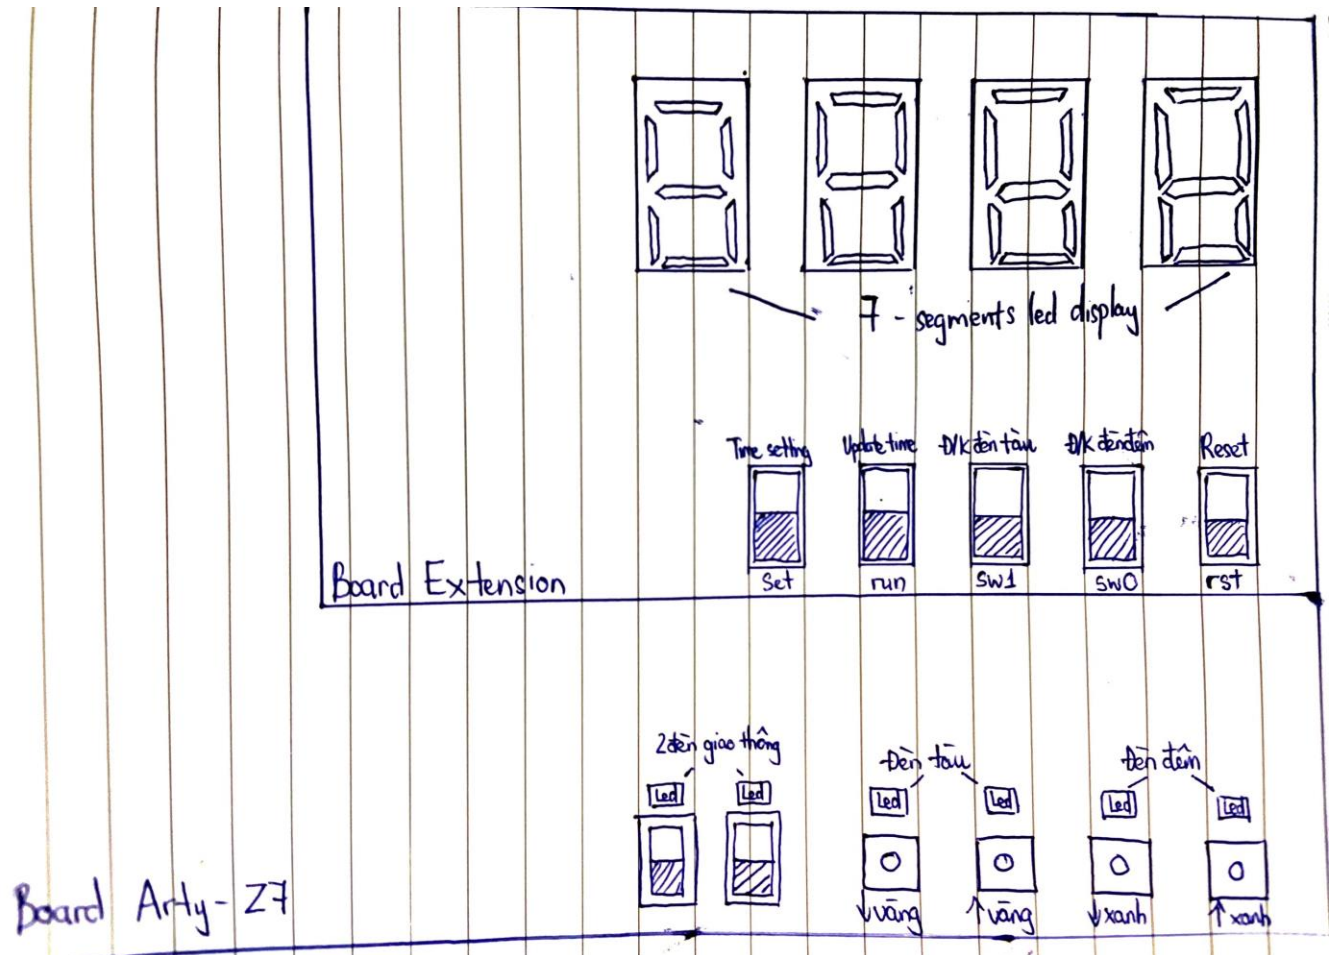 7 - segments led display
Time setting Update time Đ/K đèn tàu Đ/K đèn đêm Reset
Set run sw1 sw0 rst
Board Extension
2 đèn giao thông Đèn tàu Đèn đêm
Led Led Led Led Led Led
↓ vàng ↑ vàng ↓ xanh ↑ xanh
Board Arty - Z7